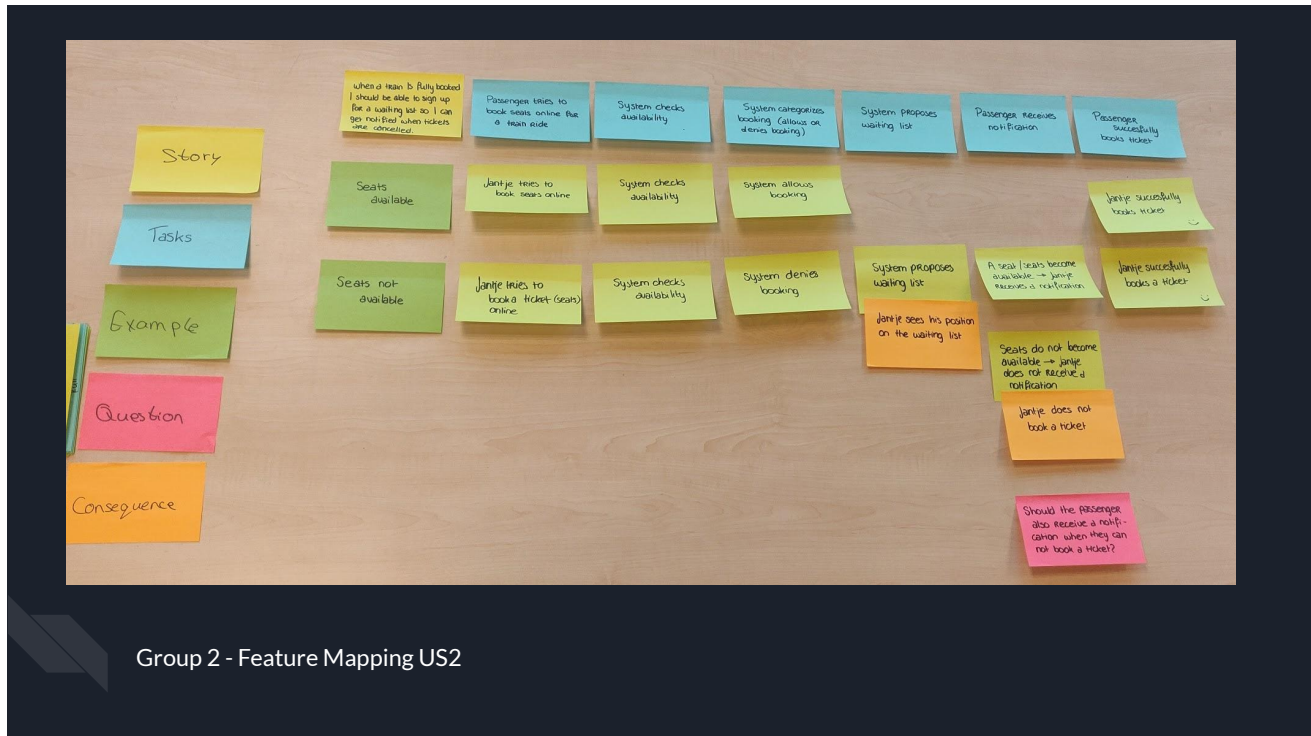 Story
Tasks
Example
Question
Consequence
when a train is fully booked
I should be able to sign up
for a waiting list so I can
get notified when tickets
are cancelled.
Passenger tries to
book seats online for
a train ride
System checks
availability
System categorizes
booking (allows or
denies booking)
System proposes
waiting list
Passenger receives
notification
Passenger
succesfully
books ticket
Seats
available
Jantje tries to
book seats online
System checks
availability
System allows
booking
Jantje succesfully
books ticket
Seats not
available
Jantje tries to
book a ticket (seats)
online
System checks
availability
System denies
booking
System proposes
waiting list
A seat/seats become
available → Jantje
receives a notification
Jantje succesfully
books a ticket
Jantje sees his position
on the waiting list
Seats do not become
available → jantje
does not receive a
notification
Jantje does not
book a ticket
Should the passenger
also receive a notifi-
cation when they can
not book a ticket?
Group 2 - Feature Mapping US2